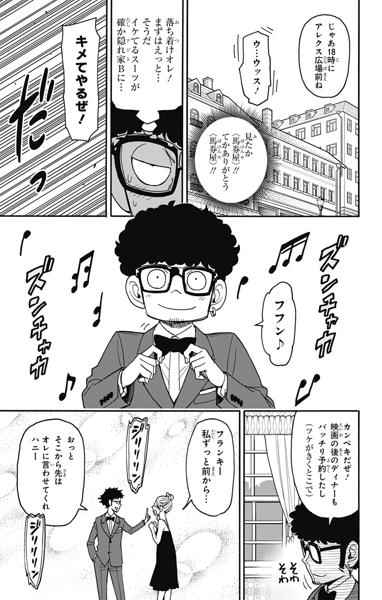 じゃあ18時に
アレクス広場前ね
ウ…ウッス!
見たか
《馬券屋》!!
てかありがとう
《馬券屋》!!
落ち着けオレ!
まずはえっと…
そうだ
イケてるスーツが
確か隠れ家Bに…
キメてやるぜ!
だっ
ズンチャカ
フフン♪
ズンチャカ
カンペキだぜ!
映画の後のディナーも
バッチリ予約したし
(ツケがきくとこで)
そわ
そわ
フランキー
私ずっと前から…
ジリリリン
おっと
そこから先は
オレに言わせてくれ
ハニー
ジリリリン